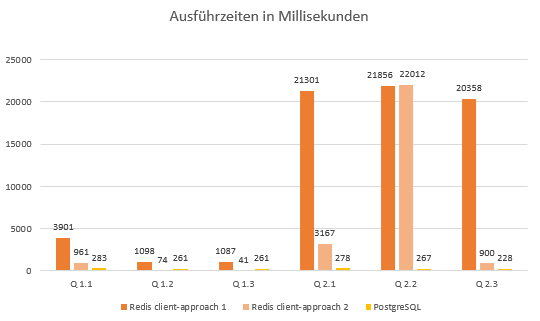 Ausführzeiten in Millisekunden
25000
20000
15000
10000
5000
0
3901 961 283
1098 74 261
1087 41 261
21301 3167 278
21856 22012 267
20358 900 228
Q 1.1 Q 1.2 Q 1.3 Q 2.1 Q 2.2 Q 2.3
Redis client-approach 1 Redis client-approach 2 PostgreSQL